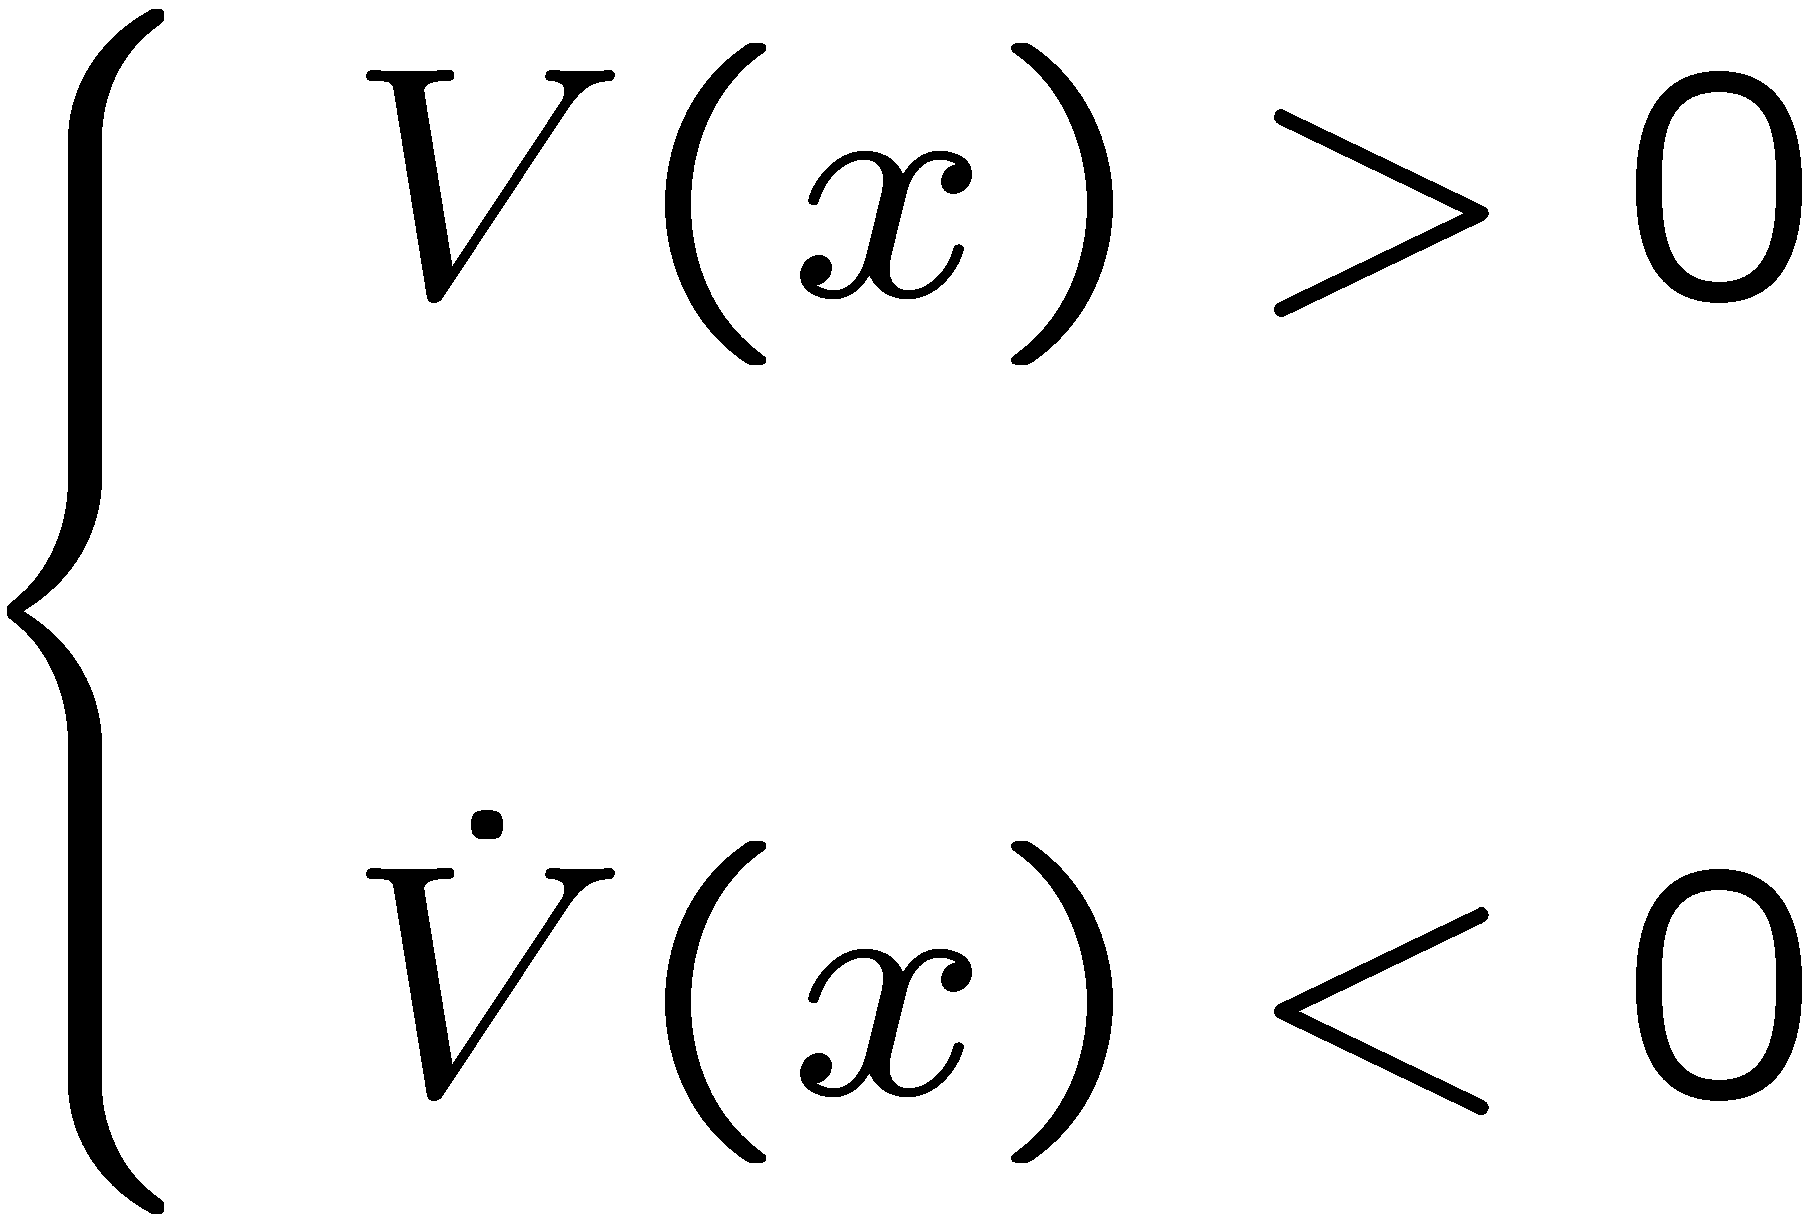 V(x) > 0
V̇(x) < 0